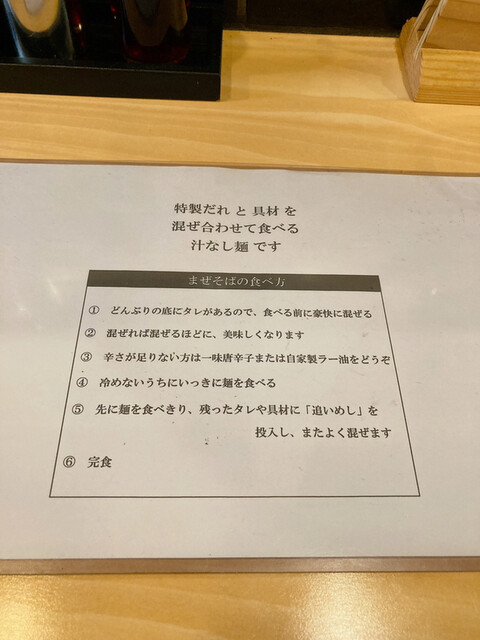 特製だれ と 具材 を
混ぜ合わせて食べる
汁なし麺 です
まぜそばの食べ方
① どんぶりの底にタレがあるので、食べる前に豪快に混ぜる
② 混ぜれば混ぜるほどに、美味しくなります
③ 辛さが足りない方は一味唐辛子または自家製ラー油をどうぞ
④ 冷めないうちにいっきに麺を食べる
⑤ 先に麺を食べきり、残ったタレや具材に「追いめし」を
投入し、またよく混ぜます
⑥ 完食